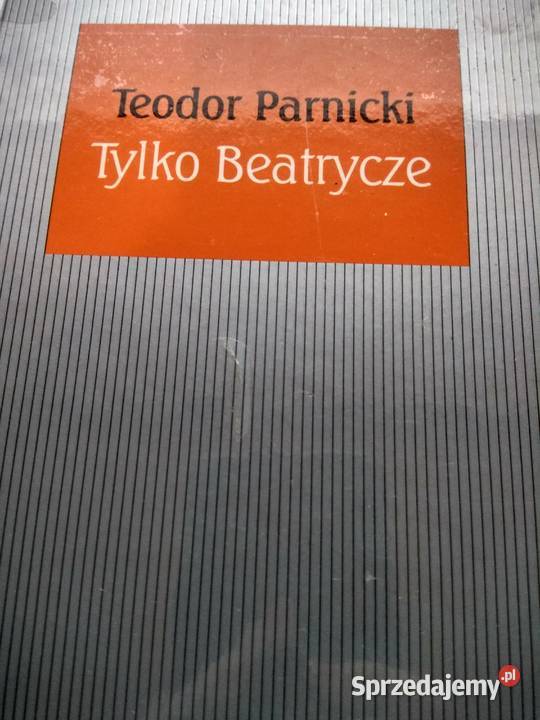 Teodor Parnicki
Tylko Beatrycze
Sprzedajemy.pl